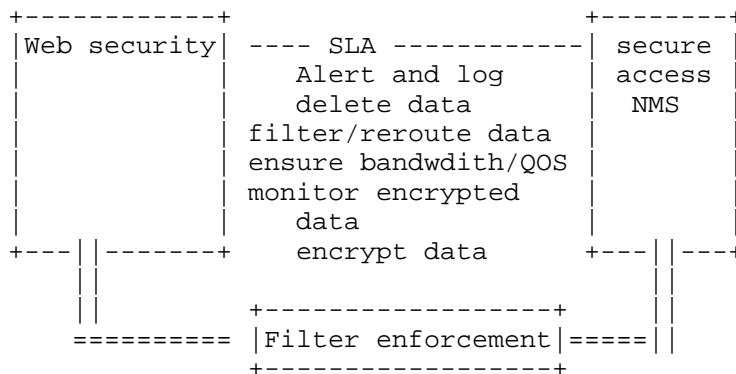 Web security ---- SLA ------------ secure
Alert and log access
delete data NMS
filter/reroute data
ensure bandwdith/QOS
monitor encrypted
data
encrypt data
Filter enforcement